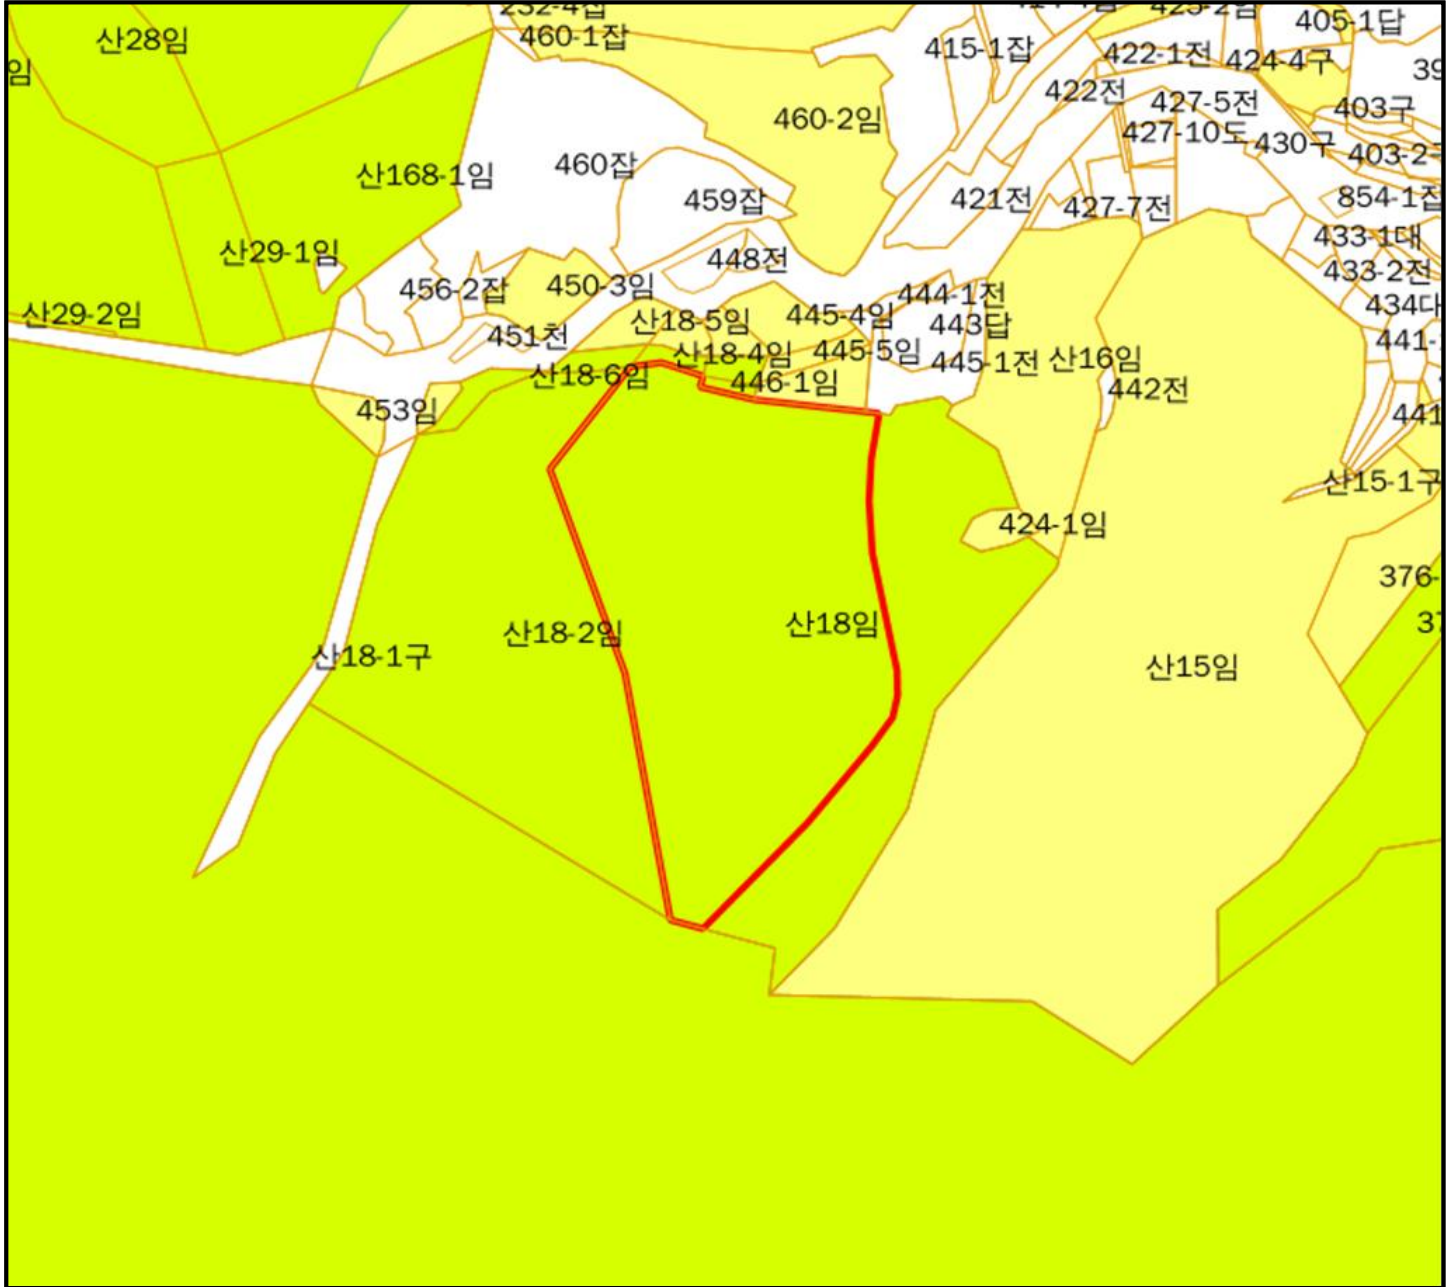 산28임
460-1잡
415-1잡
422-1전
424-4구
405-1답
임
422전
427-5전
403구
460-2임
427-10도
430구
산168-1임
460잡
459잡
421전
427-7전
854-1잡
산29-1임
448전
433-1대
433-2전
456-2잡
450-3임
444-1전
434대
산29-2임
451천
산18-5임
445-4임
443답
산18-4임
445-5임
445-1전
산16임
산18-6임
446-1임
442전
453임
산15-1구
424-1임
산18-2임
산18임
산18-1구
산15임